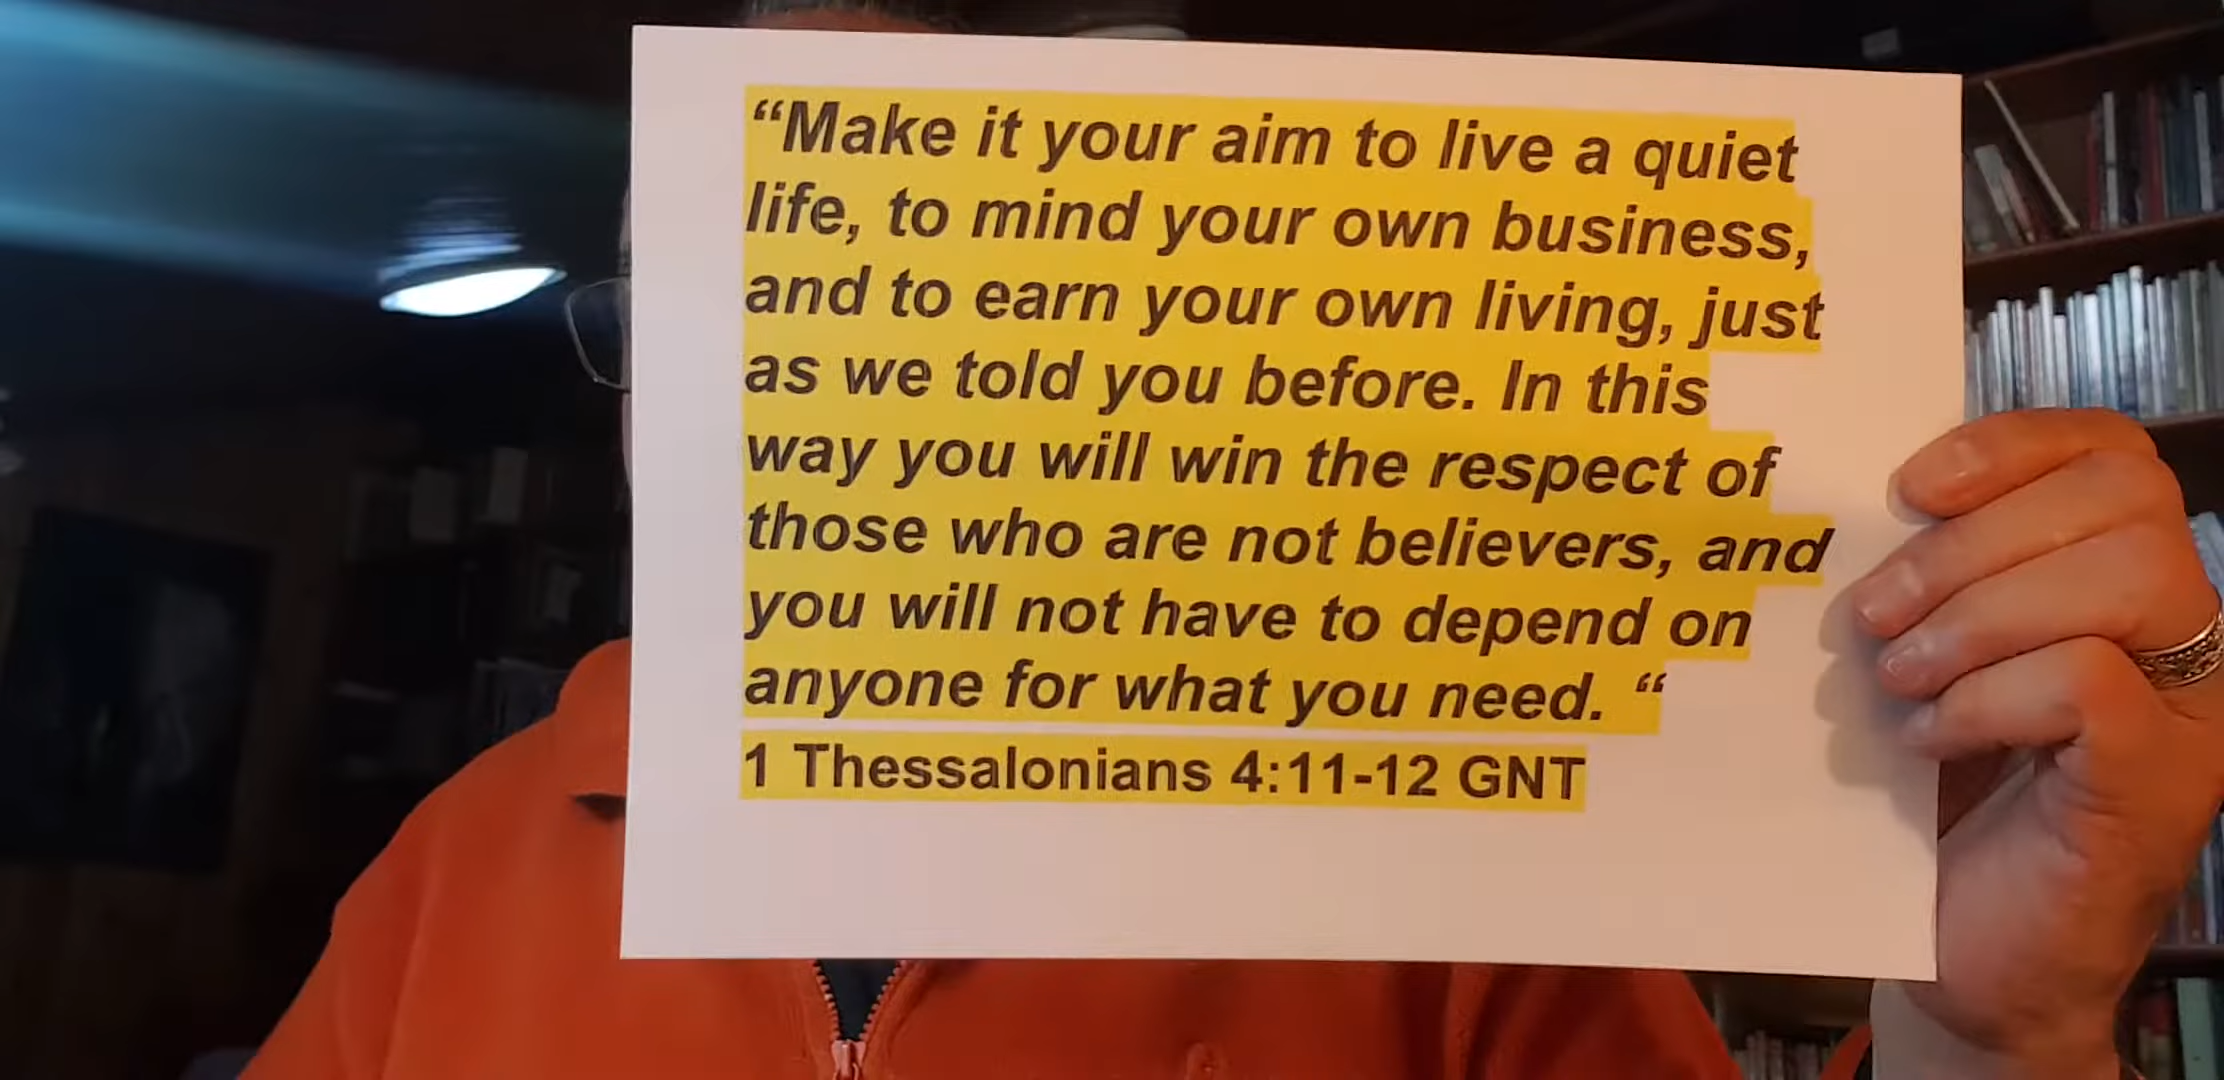 “Make it your aim to live a quiet
life, to mind your own business,
and to earn your own living, just
as we told you before. In this
way you will win the respect of
those who are not believers, and
you will not have to depend on
anyone for what you need. “
1 Thessalonians 4:11-12 GNT